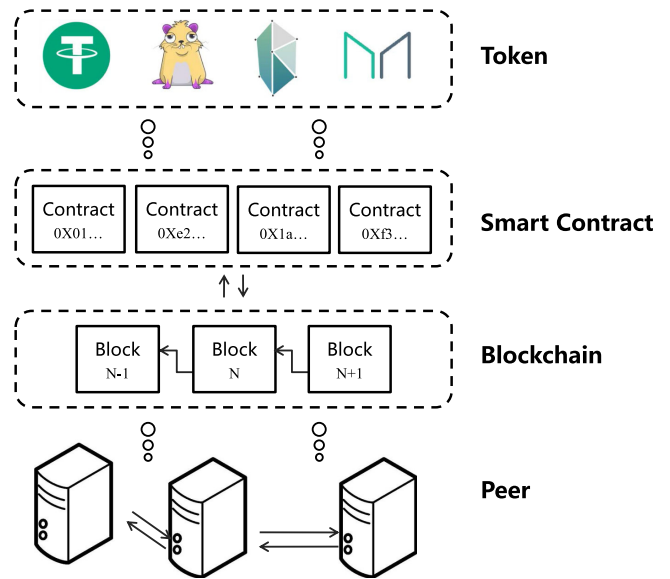 Token
Contract
0X01...
Contract
0Xe2...
Contract
0X1a...
Contract
0Xf3...
Smart Contract
Block
N-1
Block
N
Block
N+1
Blockchain
Peer